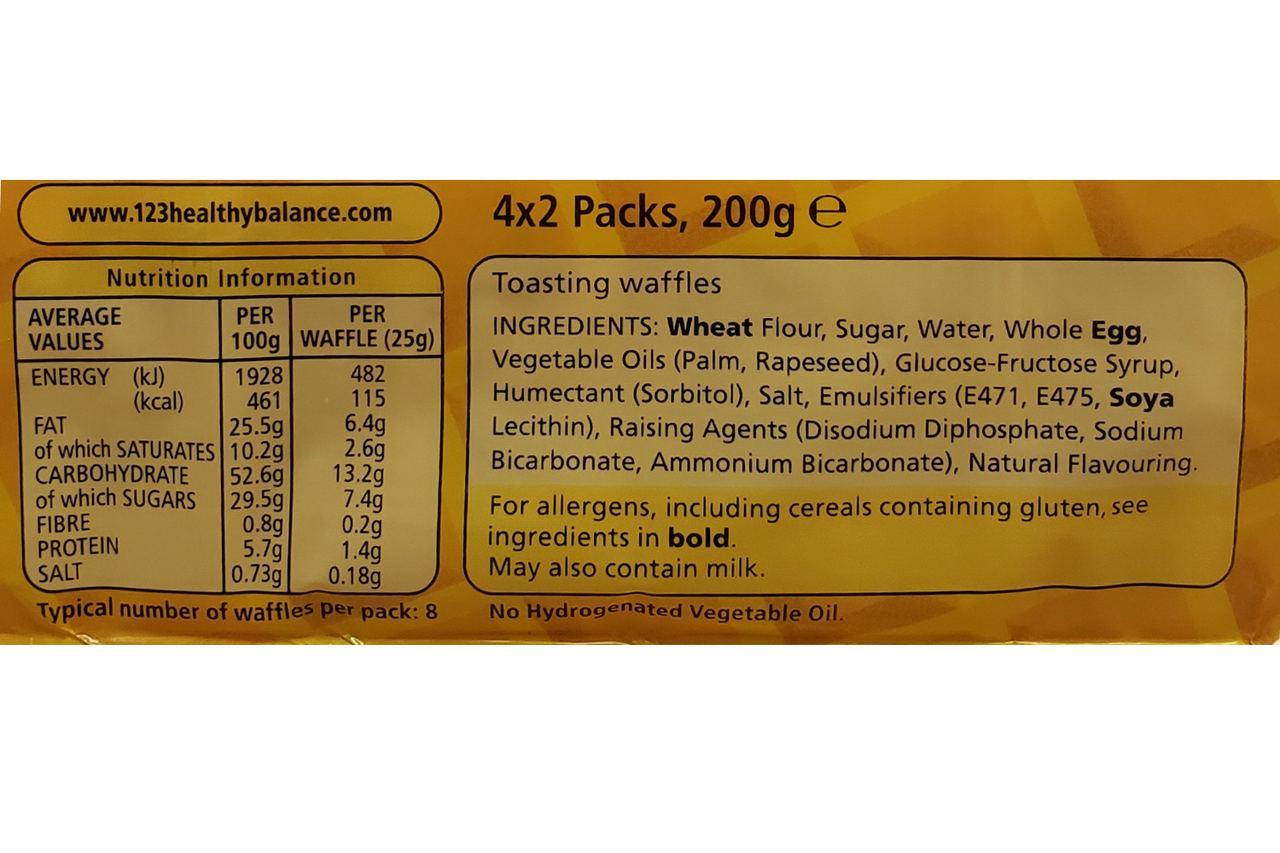 www.123healthybalance.com
4x2 Packs, 200g ℮
Nutrition Information
AVERAGE VALUES PER 100g PER WAFFLE (25g)
ENERGY (kJ) 1928 482
(kcal) 461 115
FAT 25.5g 6.4g
of which SATURATES 10.2g 2.6g
CARBOHYDRATE 52.6g 13.2g
of which SUGARS 29.5g 7.4g
FIBRE 0.8g 0.2g
PROTEIN 5.7g 1.4g
SALT 0.73g 0.18g
Typical number of waffles per pack: 8
Toasting waffles
INGREDIENTS: Wheat Flour, Sugar, Water, Whole Egg,
Vegetable Oils (Palm, Rapeseed), Glucose-Fructose Syrup,
Humectant (Sorbitol), Salt, Emulsifiers (E471, E475, Soya
Lecithin), Raising Agents (Disodium Diphosphate, Sodium
Bicarbonate, Ammonium Bicarbonate), Natural Flavouring.
For allergens, including cereals containing gluten, see
ingredients in bold.
May also contain milk.
No Hydrogenated Vegetable Oil.